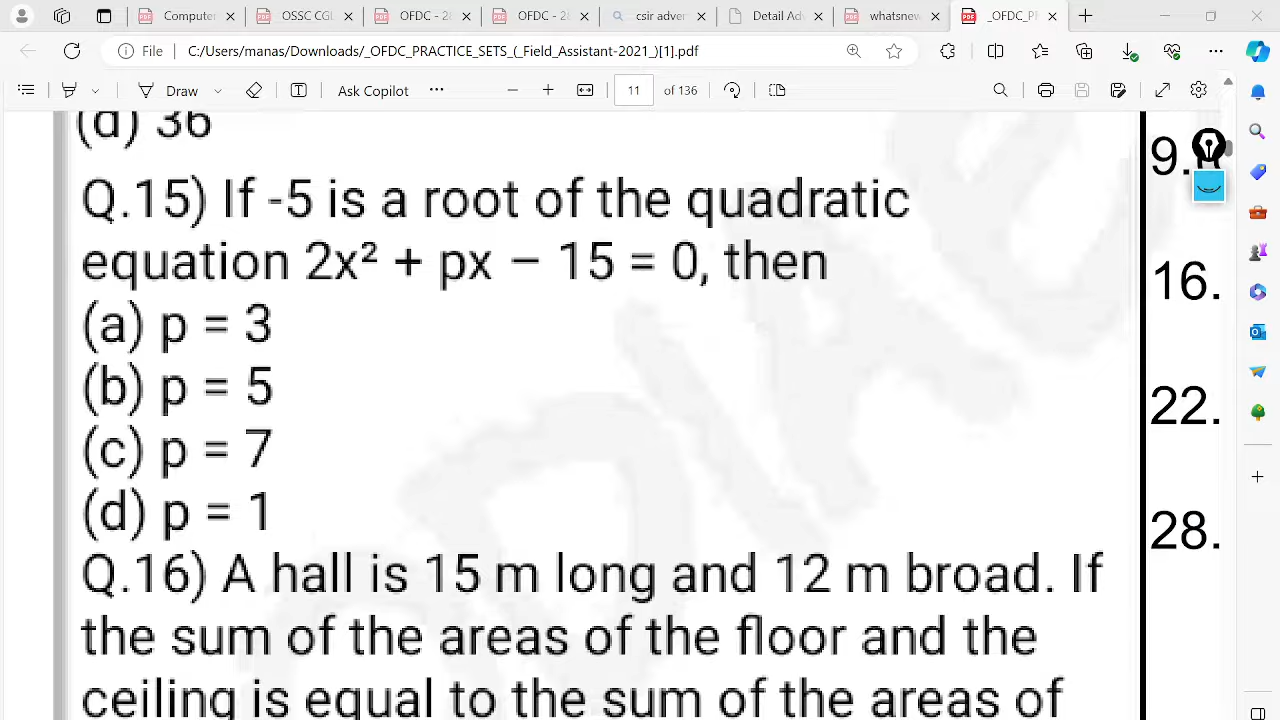 Computer
OSSC CGL
OFDC - 2
OFDC - 2
csir adver
Detail Adv
whatsnew
_OFDC_P
File
C:/Users/manas/Downloads/_OFDC_PRACTICE_SETS_(_Field_Assistant-2021_)[1].pdf
Draw
Ask Copilot
11 of 136
(d) 36
Q.15) If -5 is a root of the quadratic
equation 2x² + px – 15 = 0, then
(a) p = 3
(b) p = 5
(c) p = 7
(d) p = 1
Q.16) A hall is 15 m long and 12 m broad. If
the sum of the areas of the floor and the
ceiling is equal to the sum of the areas of
9.
16.
22.
28.